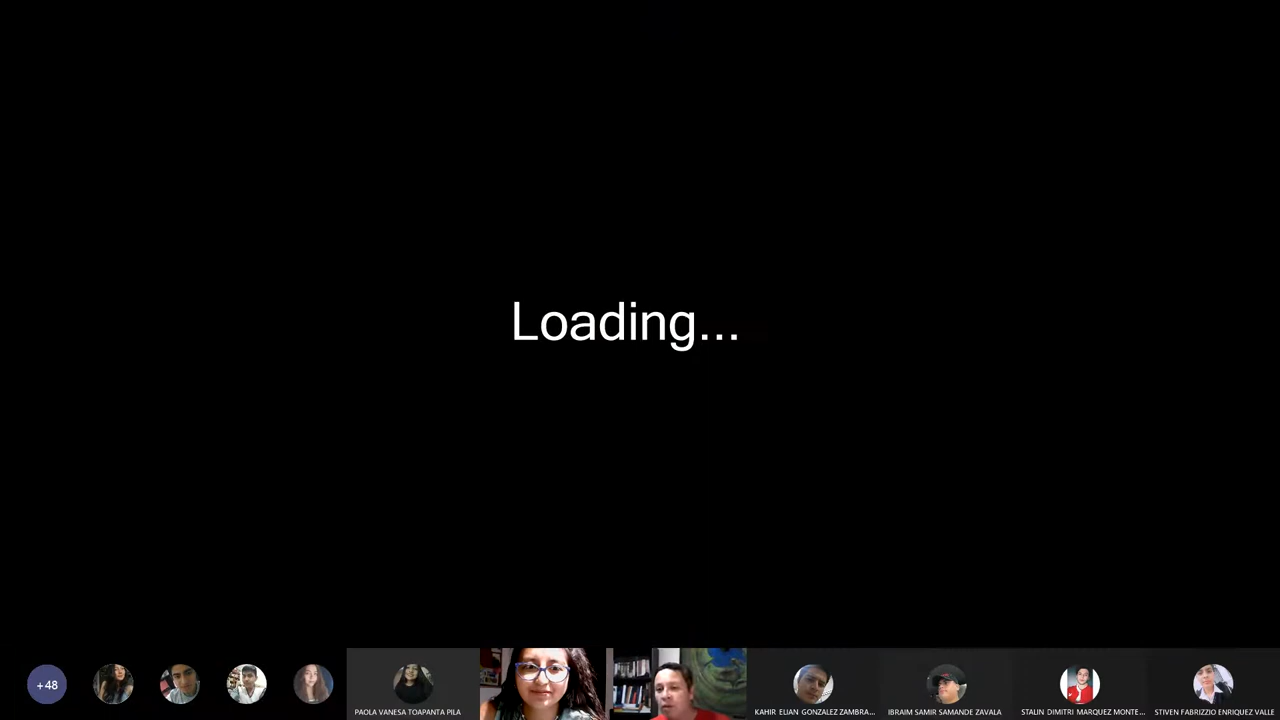 Loading...
+48
PAOLA VANESA TOAPANTA PILA
KAHIR ELIAN GONZALEZ ZAMBRA...
IBRAIM SAMIR SAMANDE ZAVALA
STALIN DIMITRI MARQUEZ MONTE...
STIVEN FABRIZZIO ENRIQUEZ VALLE